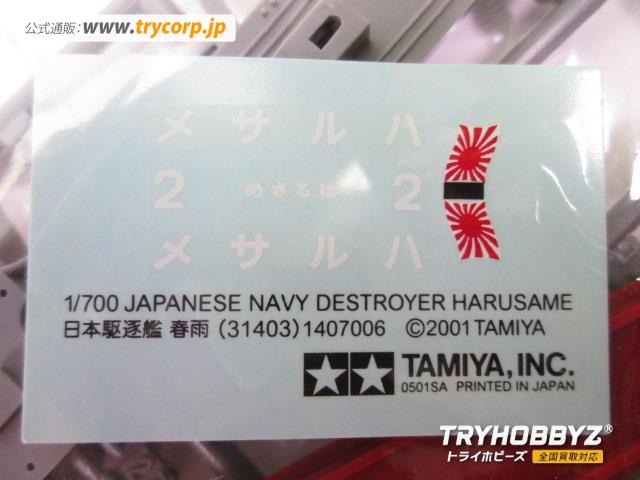 公式通販：www.trycorp.jp
メサルハ
2 めさるは 2
メサルハ
1/700 JAPANESE NAVY DESTROYER HARUSAME
日本駆逐艦 春雨 (31403)1407006 ©2001 TAMIYA
TAMIYA, INC.
0501SA PRINTED IN JAPAN
TRYHOBBYZ®
トライホビーズ 全国買取対応